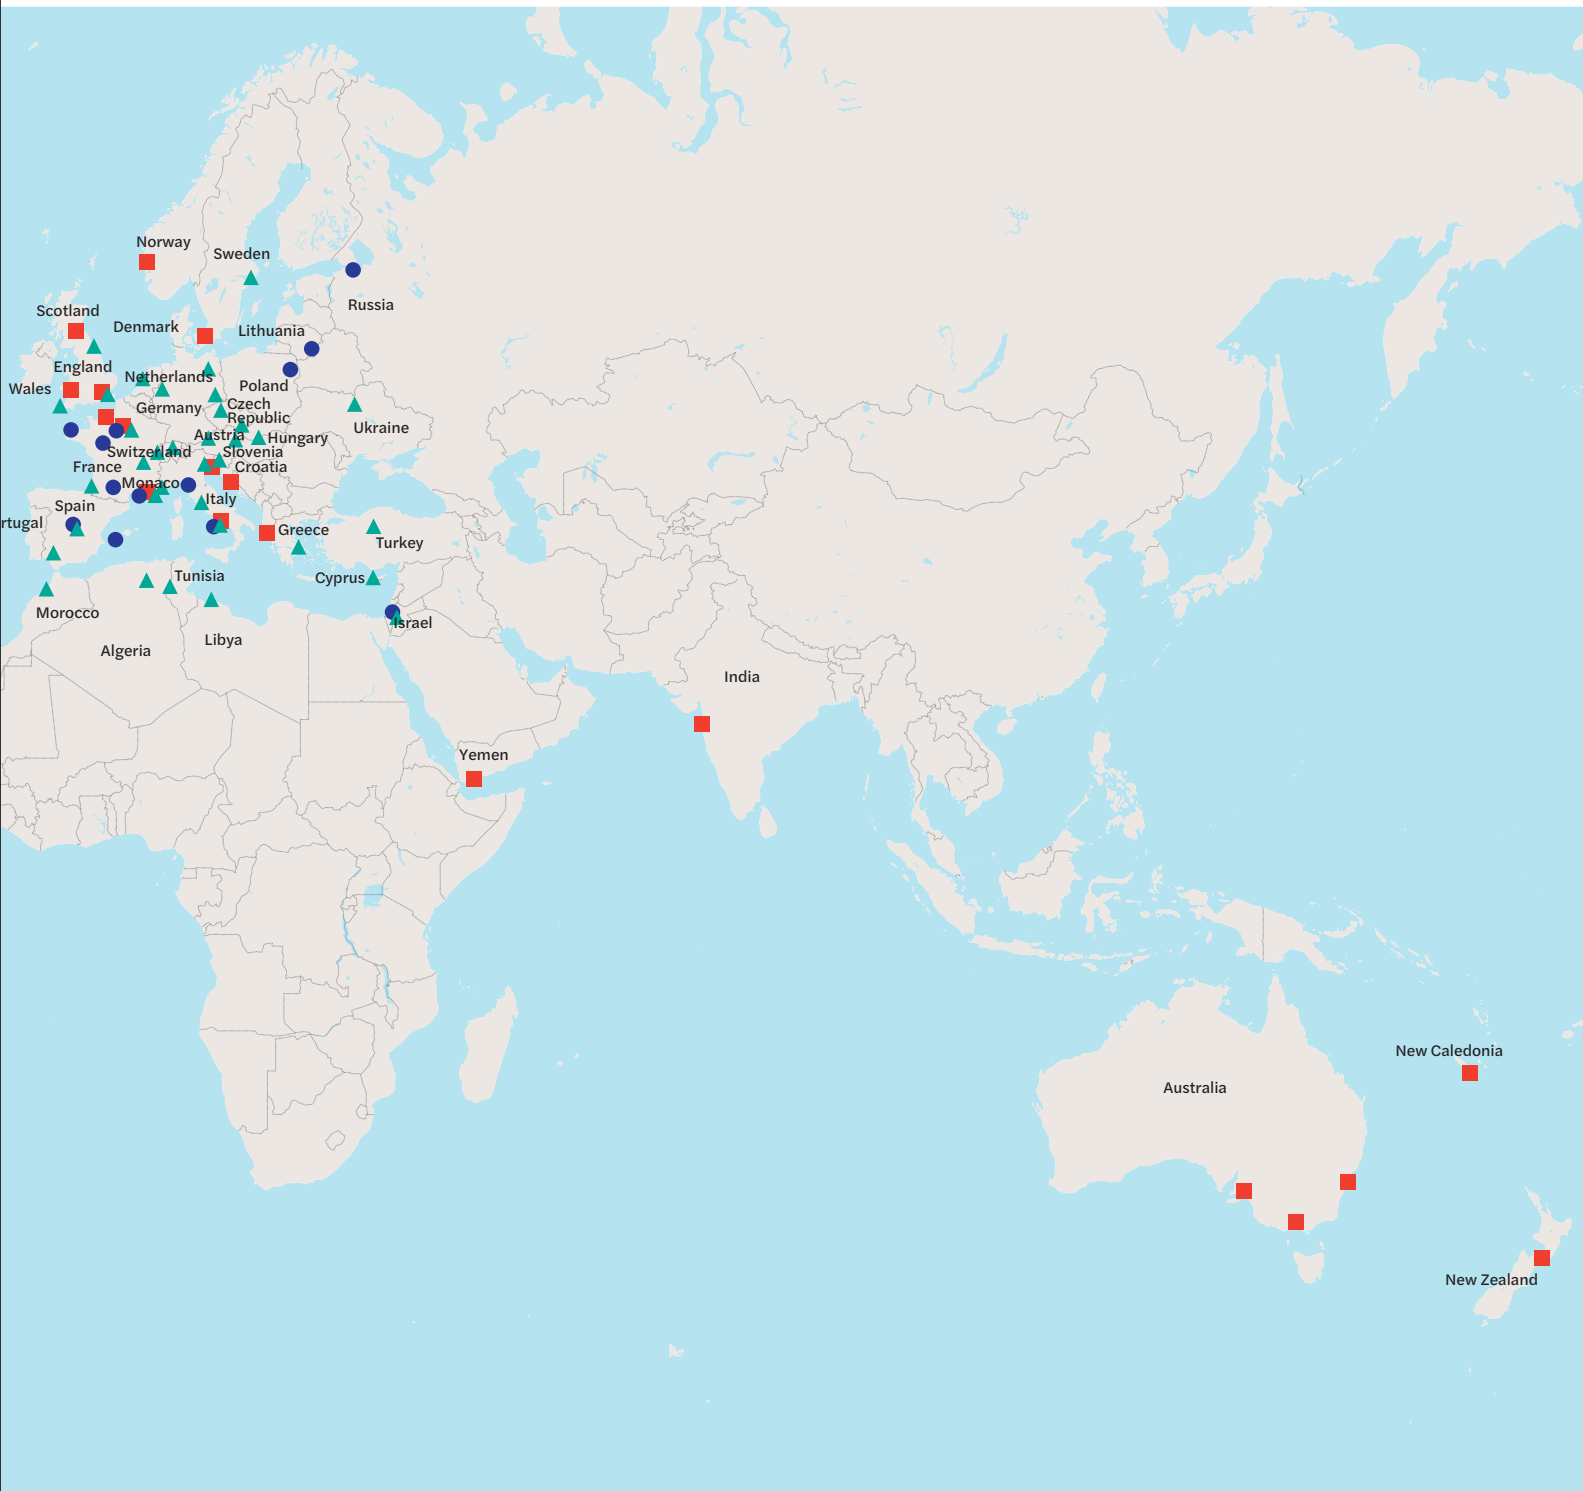 Norway
Sweden
Russia
Scotland
Denmark
Lithuania
England
Netherlands
Wales
Poland
Germany
Czech
Republic
Ukraine
Austria
Hungary
Switzerland
Slovenia
France
Croatia
Monaco
Italy
Spain
rtugal
Greece
Turkey
Tunisia
Cyprus
Morocco
Israel
Libya
Algeria
India
Yemen
New Caledonia
Australia
New Zealand